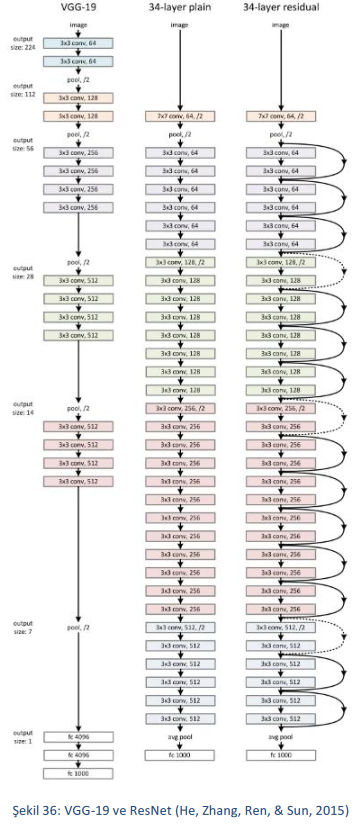 VGG-19
image
output
size: 224
3x3 conv, 64
3x3 conv, 64
pool, /2
output
size: 112
3x3 conv, 128
3x3 conv, 128
pool, /2
output
size: 56
3x3 conv, 256
3x3 conv, 256
3x3 conv, 256
3x3 conv, 256
pool, /2
output
size: 28
3x3 conv, 512
3x3 conv, 512
3x3 conv, 512
3x3 conv, 512
pool, /2
output
size: 14
3x3 conv, 512
3x3 conv, 512
3x3 conv, 512
3x3 conv, 512
output
size: 7
pool, /2
output
size: 1
fc 4096
fc 4096
fc 1000
34-layer plain
image
7x7 conv, 64, /2
pool, /2
3x3 conv, 64
3x3 conv, 64
3x3 conv, 64
3x3 conv, 64
3x3 conv, 64
3x3 conv, 64
3x3 conv, 128, /2
3x3 conv, 128
3x3 conv, 128
3x3 conv, 128
3x3 conv, 128
3x3 conv, 128
3x3 conv, 128
3x3 conv, 128
3x3 conv, 256, /2
3x3 conv, 256
3x3 conv, 256
3x3 conv, 256
3x3 conv, 256
3x3 conv, 256
3x3 conv, 256
3x3 conv, 256
3x3 conv, 256
3x3 conv, 256
3x3 conv, 256
3x3 conv, 256
3x3 conv, 512, /2
3x3 conv, 512
3x3 conv, 512
3x3 conv, 512
3x3 conv, 512
3x3 conv, 512
avg pool
fc 1000
34-layer residual
image
7x7 conv, 64, /2
pool, /2
3x3 conv, 64
3x3 conv, 64
3x3 conv, 64
3x3 conv, 64
3x3 conv, 64
3x3 conv, 64
3x3 conv, 128, /2
3x3 conv, 128
3x3 conv, 128
3x3 conv, 128
3x3 conv, 128
3x3 conv, 128
3x3 conv, 128
3x3 conv, 128
3x3 conv, 256, /2
3x3 conv, 256
3x3 conv, 256
3x3 conv, 256
3x3 conv, 256
3x3 conv, 256
3x3 conv, 256
3x3 conv, 256
3x3 conv, 256
3x3 conv, 256
3x3 conv, 256
3x3 conv, 256
3x3 conv, 512, /2
3x3 conv, 512
3x3 conv, 512
3x3 conv, 512
3x3 conv, 512
3x3 conv, 512
avg pool
fc 1000
Şekil 36: VGG-19 ve ResNet (He, Zhang, Ren, & Sun, 2015)